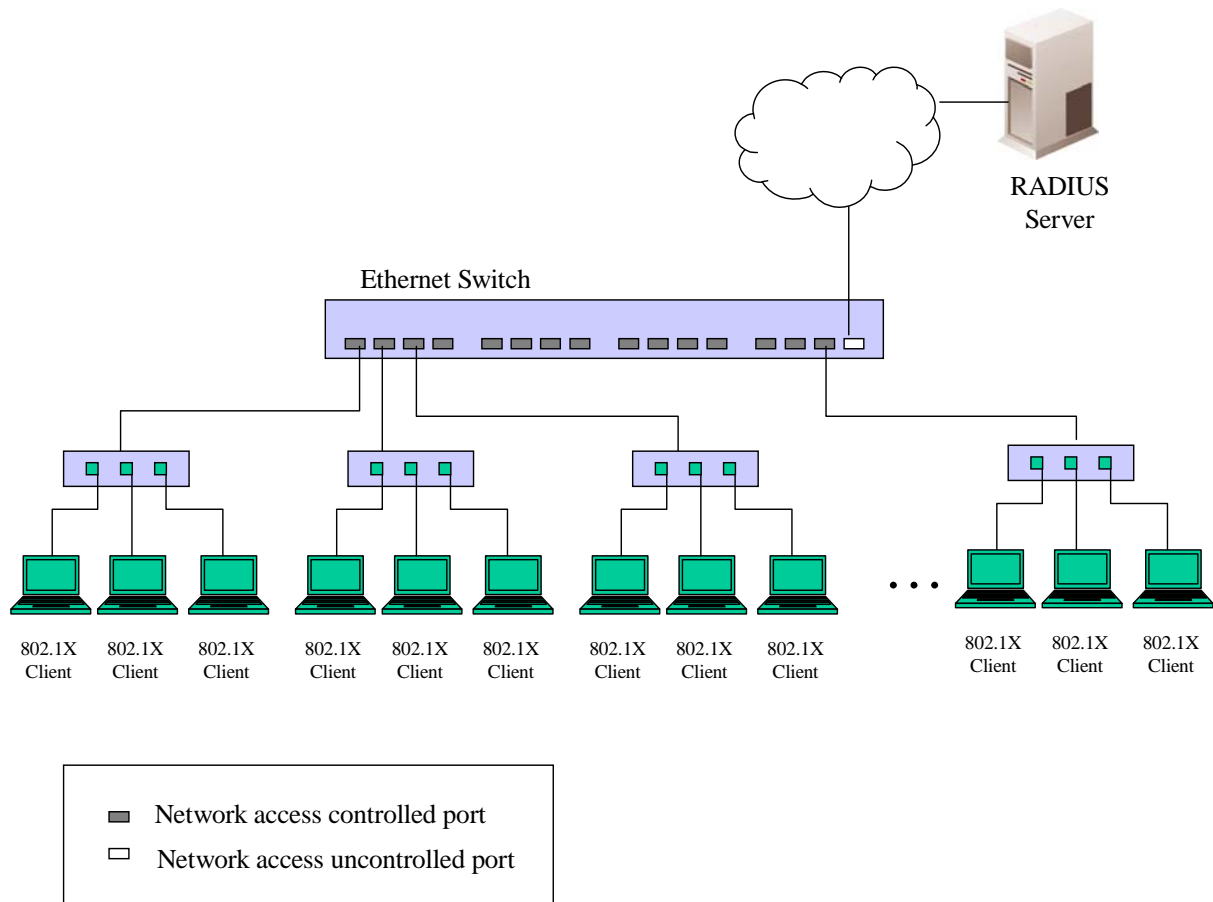 RADIUS
Server
Ethernet Switch
802.1X
Client
802.1X
Client
802.1X
Client
802.1X
Client
802.1X
Client
802.1X
Client
802.1X
Client
802.1X
Client
802.1X
Client
. . .
802.1X
Client
802.1X
Client
802.1X
Client
Network access controlled port
Network access uncontrolled port